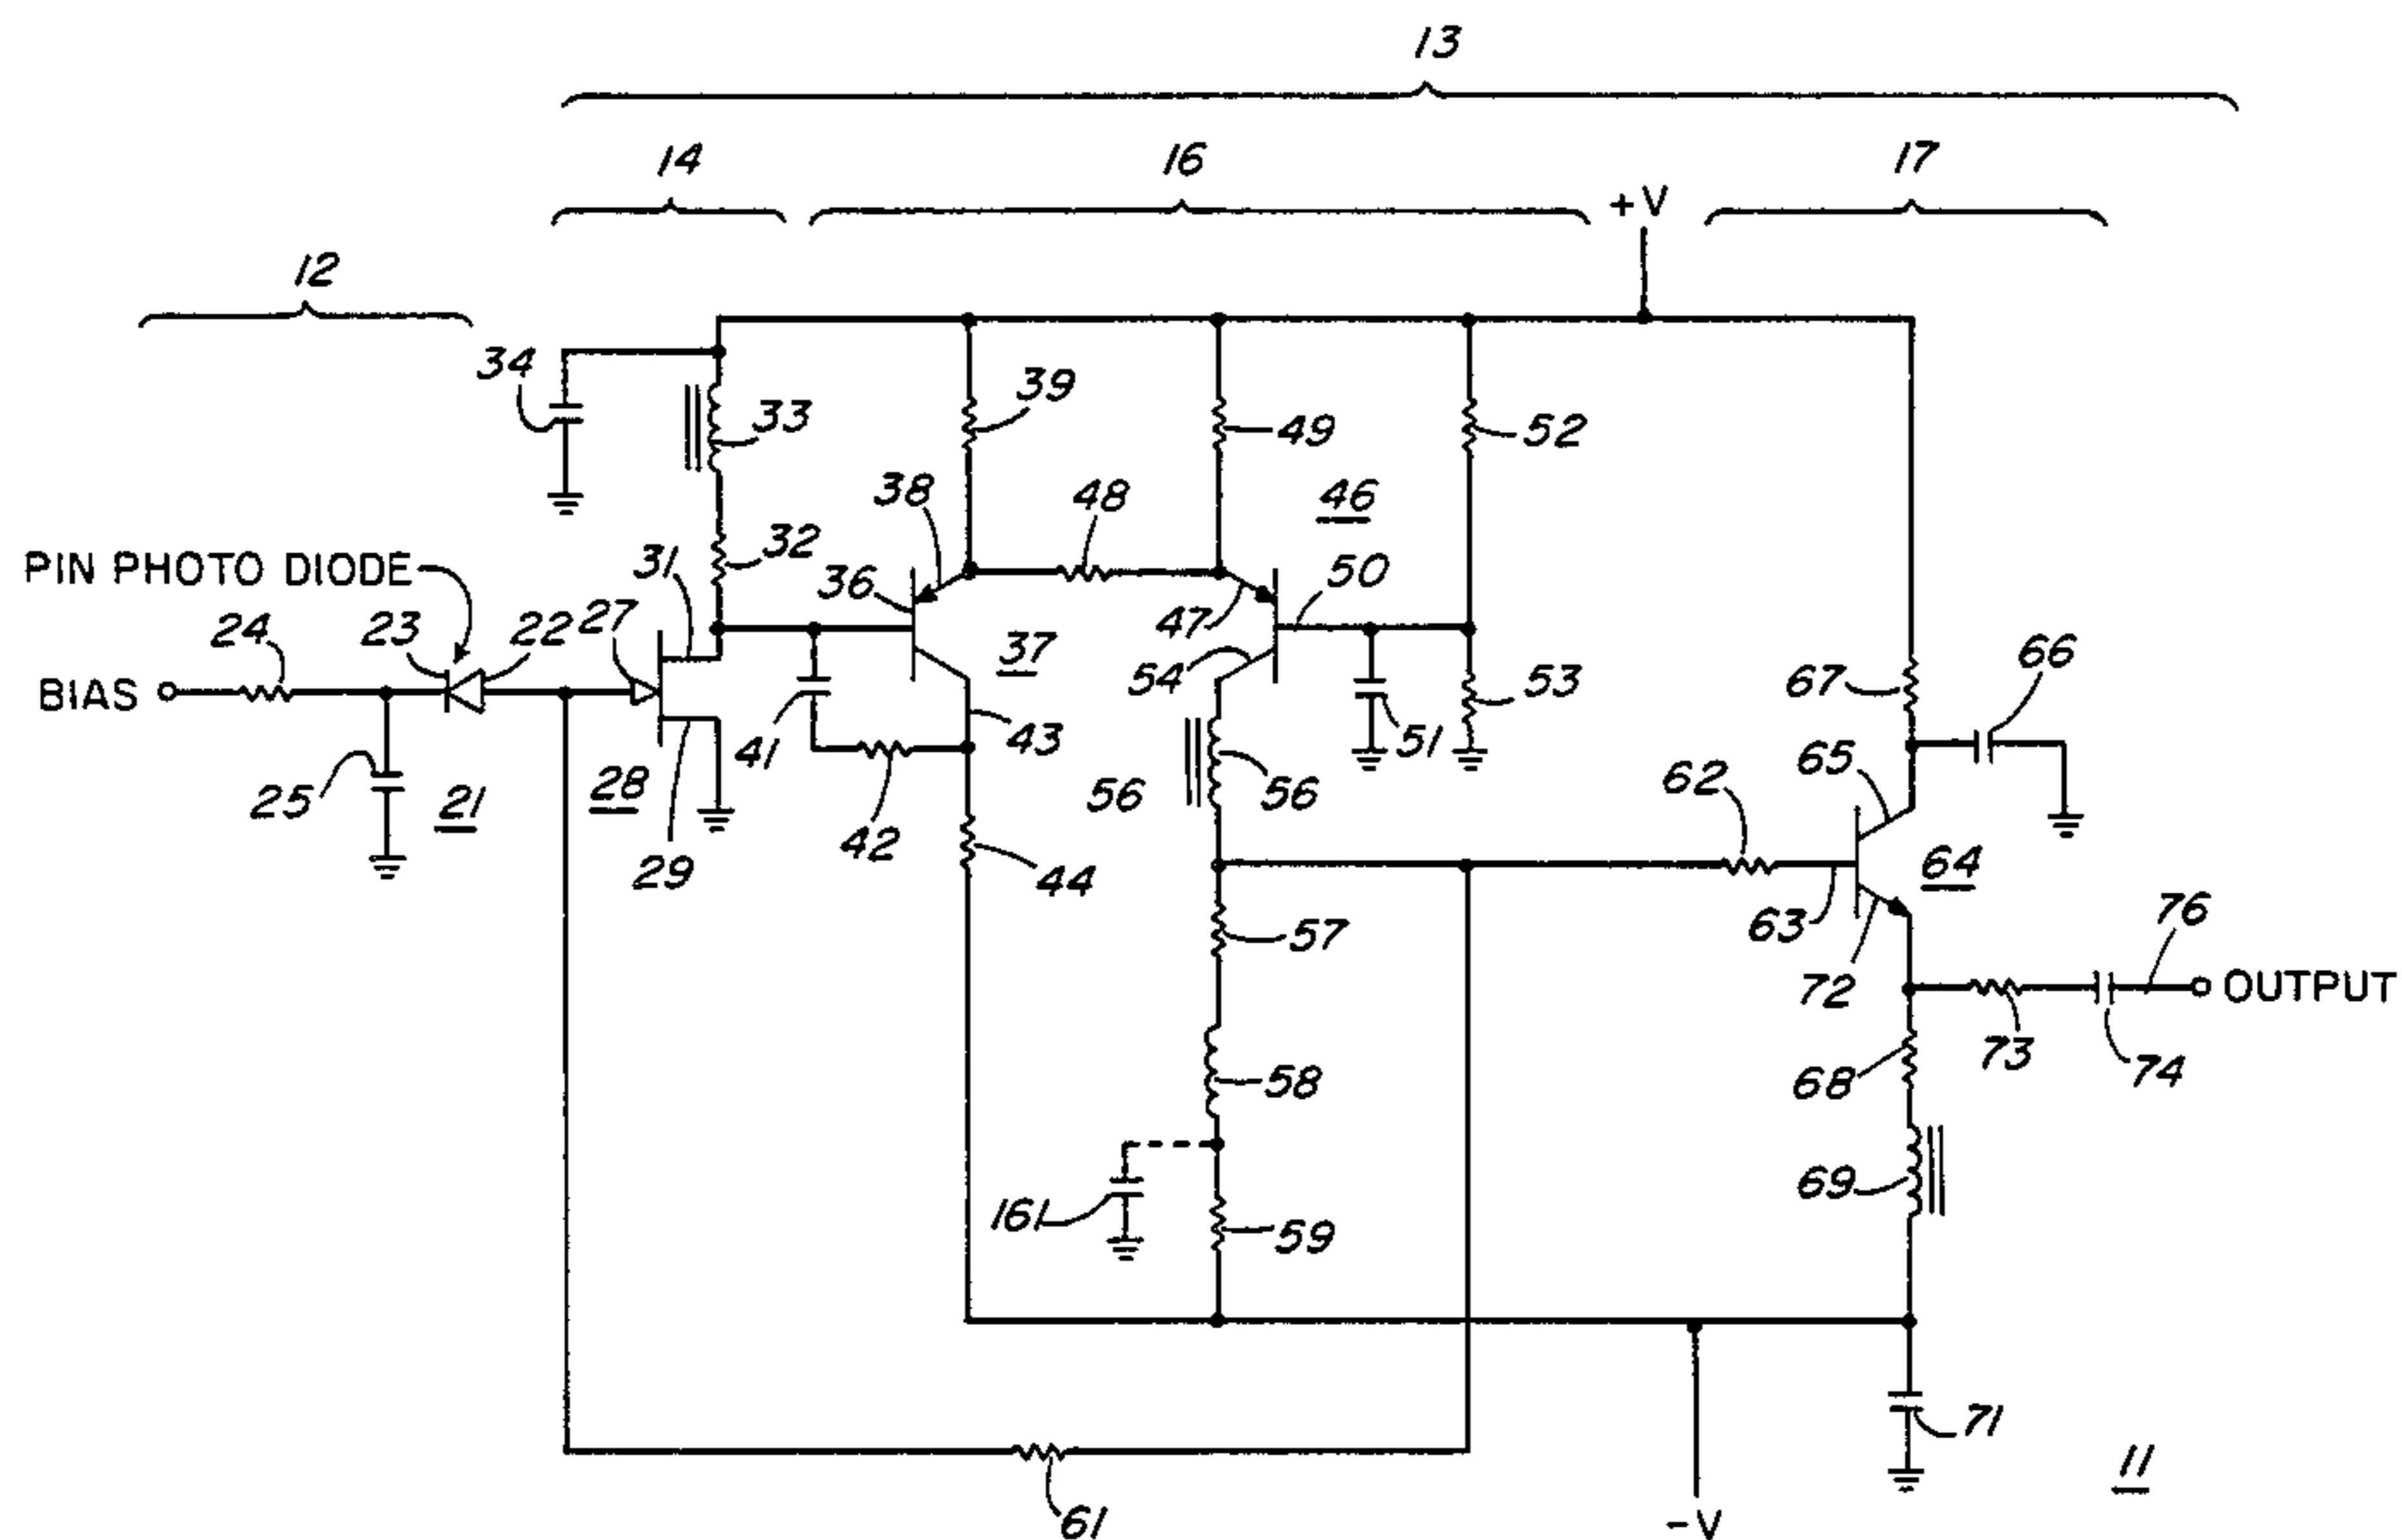 13
14 16 17
+V
12
34 33 39 49 52
38 48 46
PIN PHOTO DIODE 31 32 36 50
24 23 22 27 37 47 66
BIAS 54 53 67
41 43 51 65
25 21 28 56 56 62
29 42 44 64
57 63 76
72 OUTPUT
58 68 73 74
161 59 69
71
11
61 -V